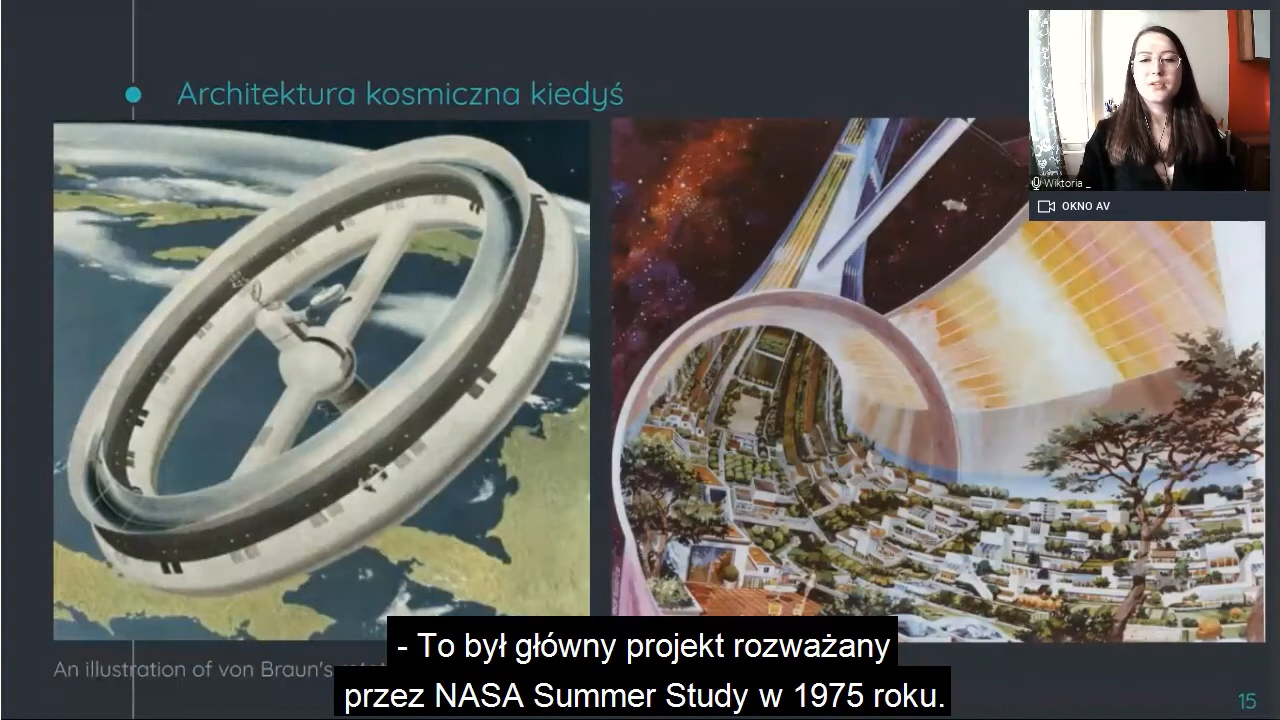 Architektura kosmiczna kiedyś
Wiktoria _
OKNO AV
An illustration of von Braun's
- To był główny projekt rozważany
przez NASA Summer Study w 1975 roku.
15